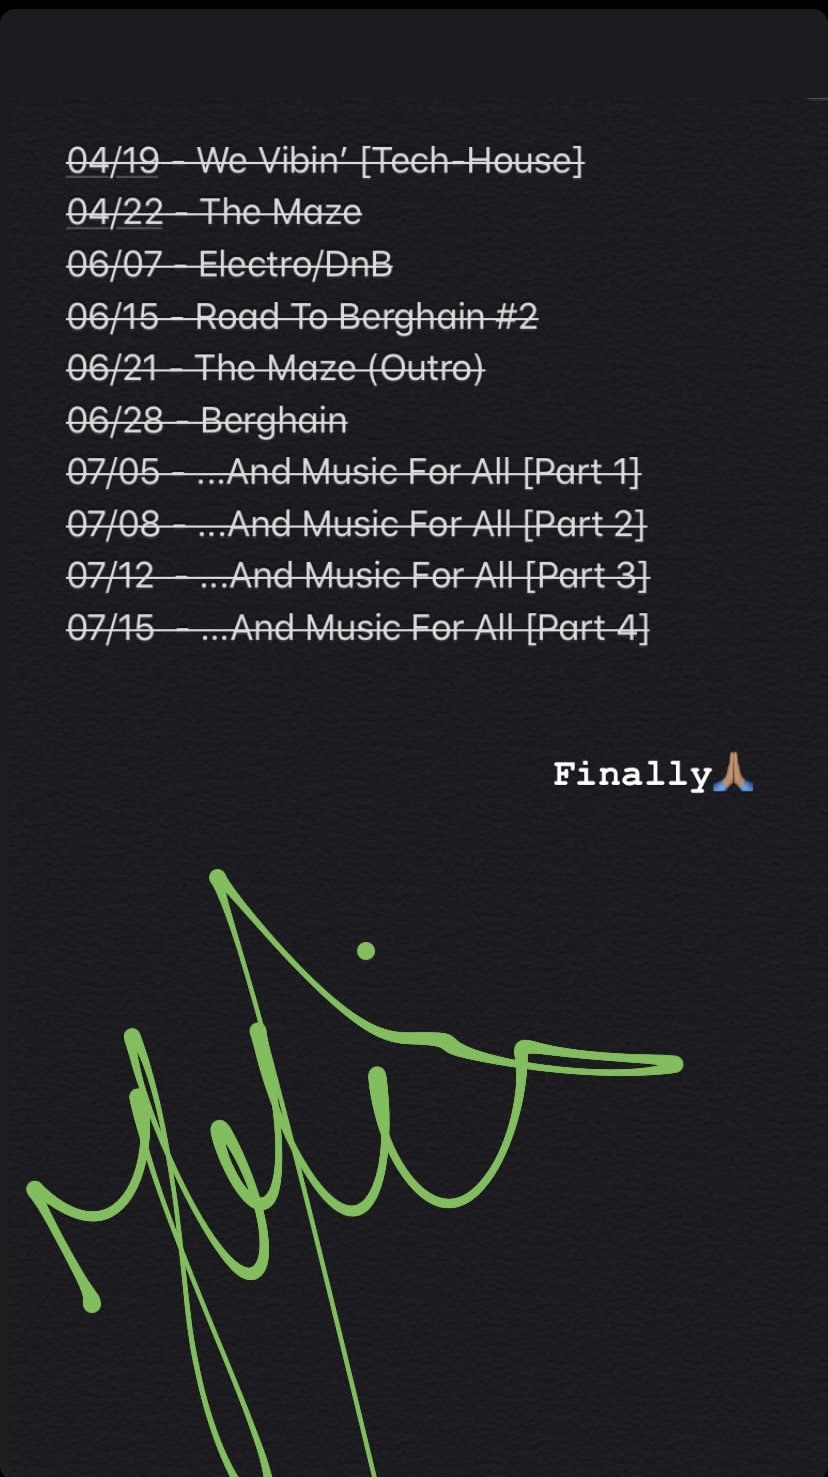 04/19 - We Vibin’ [Tech-House]
04/22 - The Maze
06/07 - Electro/DnB
06/15 - Road To Berghain #2
06/21 - The Maze (Outro)
06/28 - Berghain
07/05 - ...And Music For All [Part 1]
07/08 - ...And Music For All [Part 2]
07/12 - ...And Music For All [Part 3]
07/15 - ...And Music For All [Part 4]
Finally🙏🏽